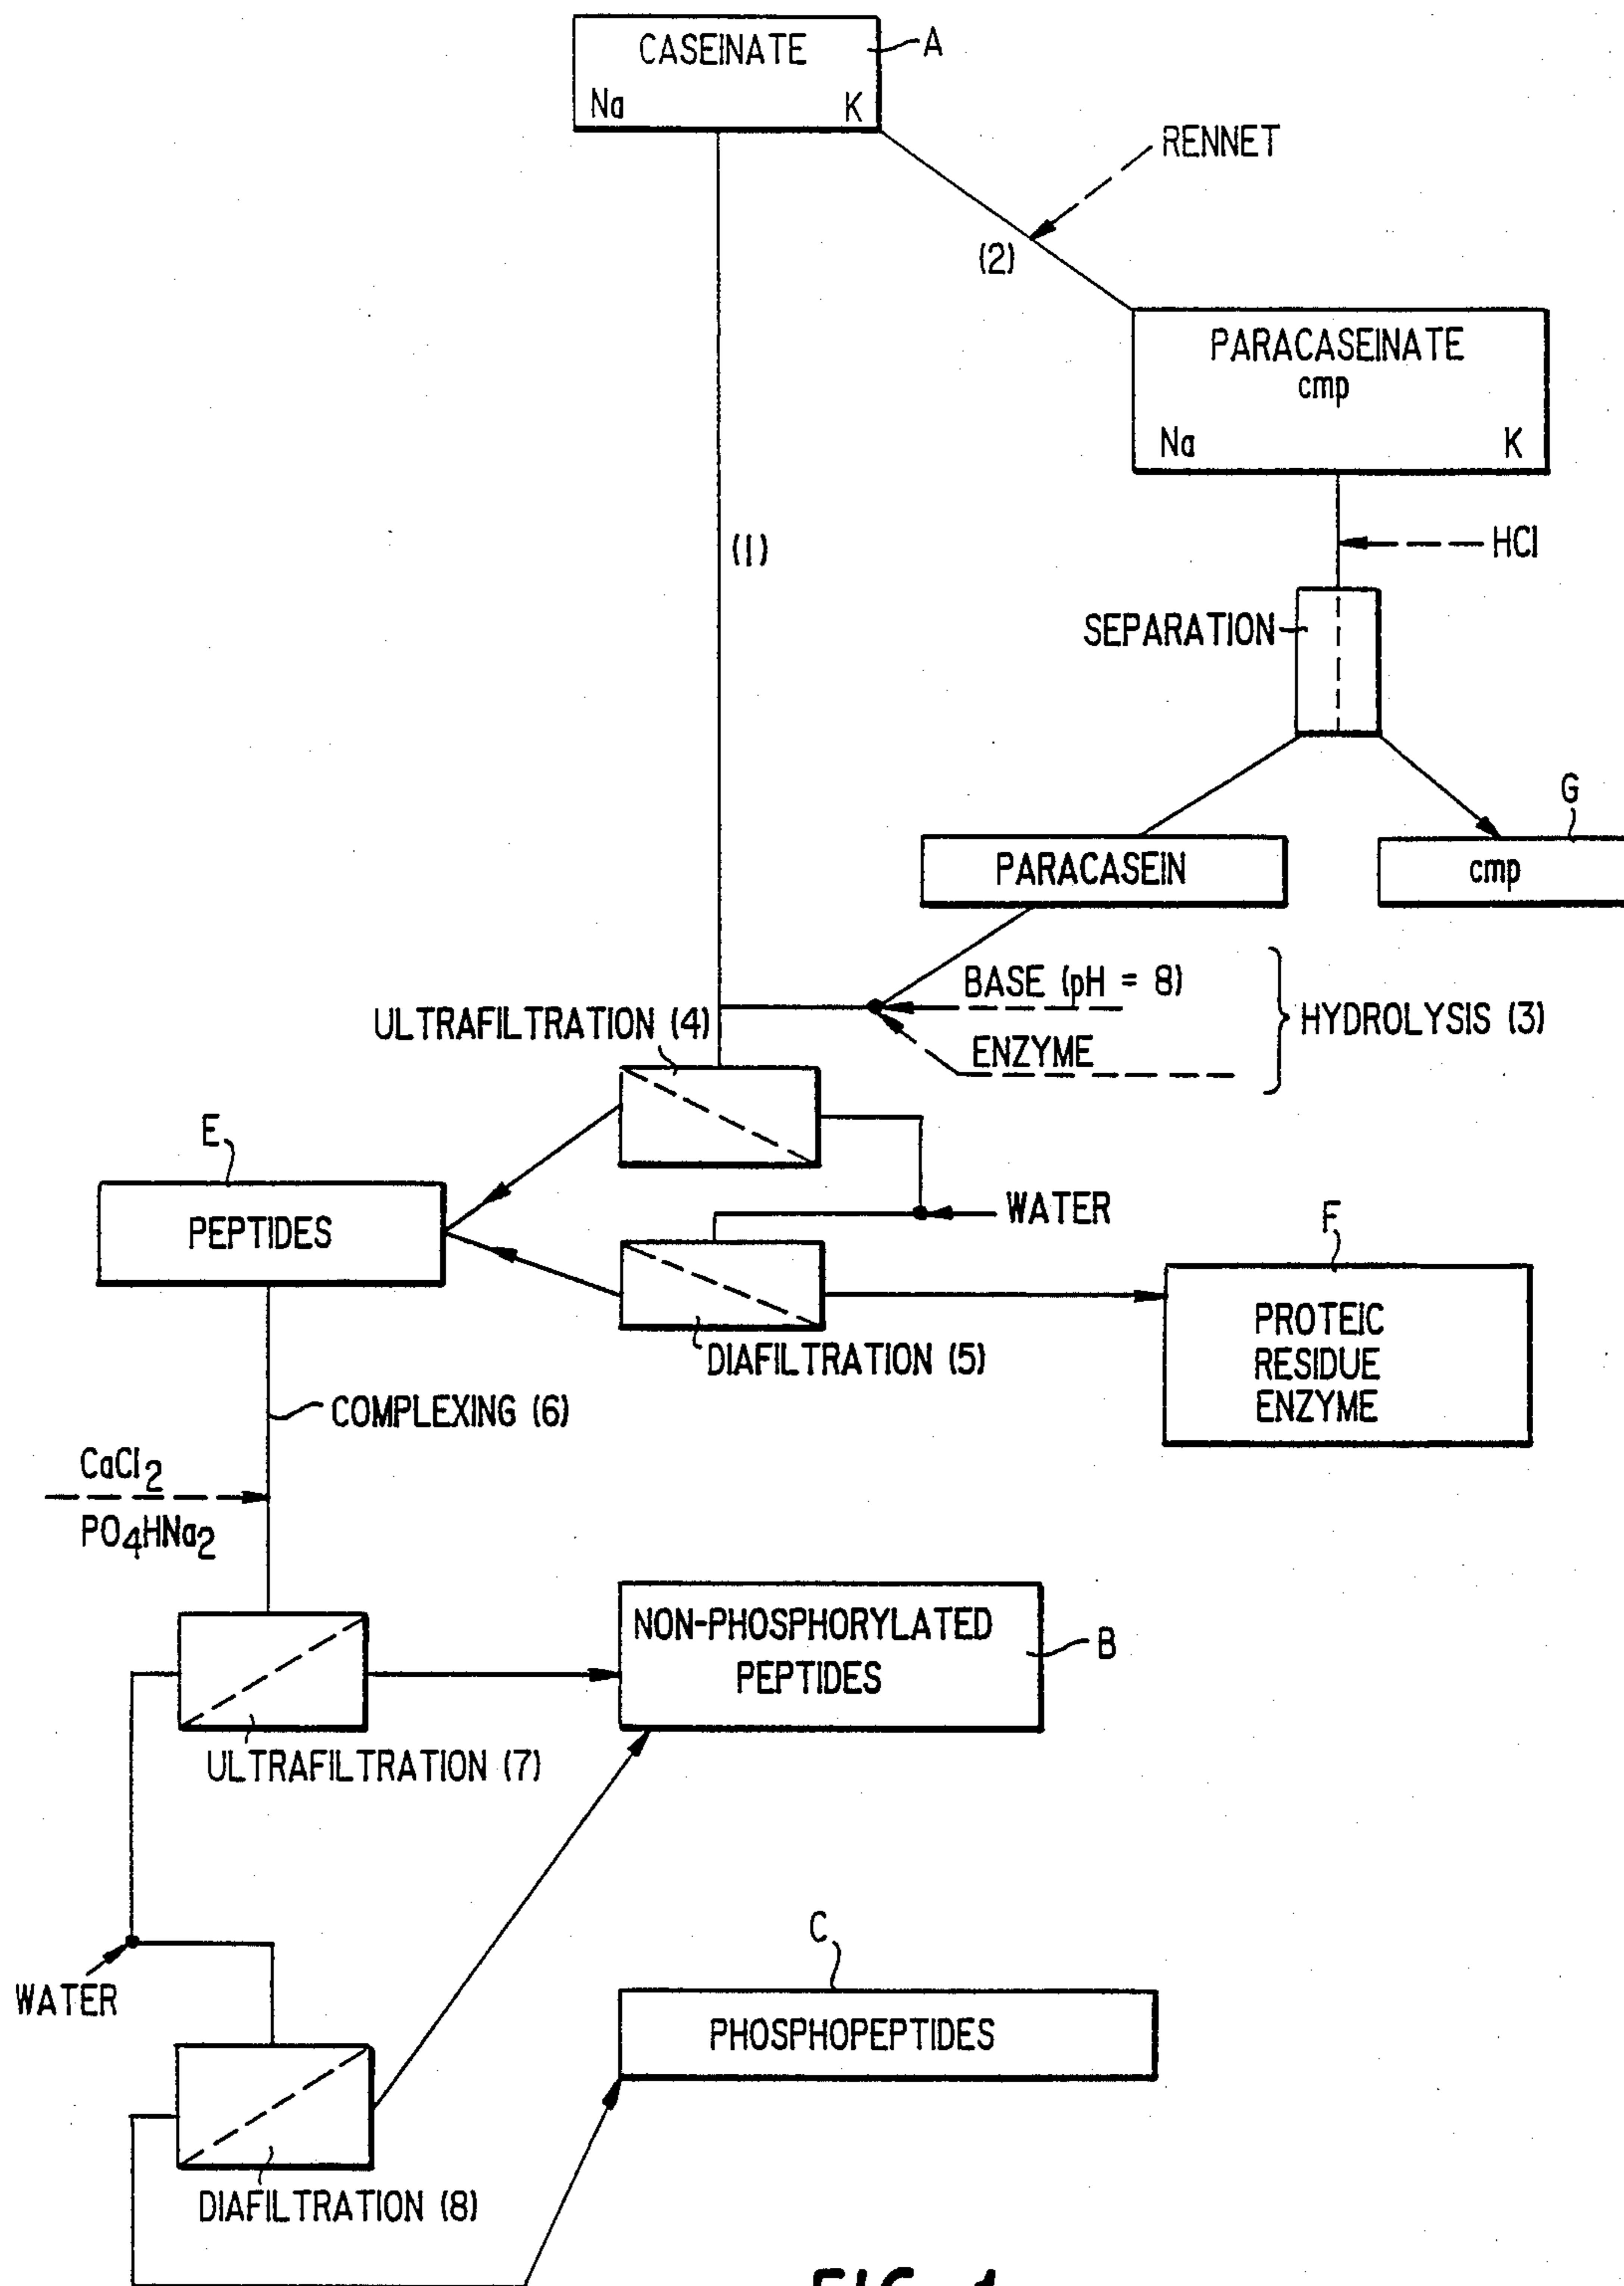 CASEINATE
A
Na K
RENNET
(2)
PARACASEINATE
cmp
Na K
(1)
HCl
SEPARATION
G
PARACASEIN
cmp
BASE (pH = 8)
ULTRAFILTRATION (4)
HYDROLYSIS (3)
ENZYME
E
PEPTIDES
WATER
F
PROTEIC
RESIDUE
ENZYME
DIAFILTRATION (5)
COMPLEXING (6)
CaCl2
PO4HNa2
NON-PHOSPHORYLATED
PEPTIDES
B
ULTRAFILTRATION (7)
C
WATER
PHOSPHOPEPTIDES
DIAFILTRATION (8)